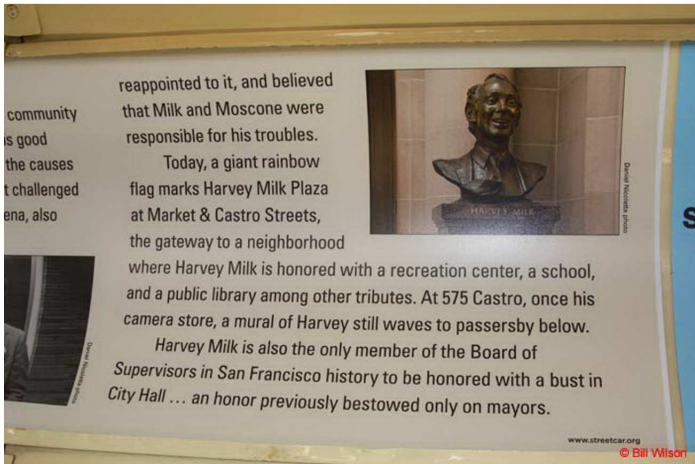 community
s good
the causes
t challenged
ena, also
Daniel Nicoletta photo
reappointed to it, and believed
that Milk and Moscone were
responsible for his troubles.
Today, a giant rainbow
flag marks Harvey Milk Plaza
at Market & Castro Streets,
the gateway to a neighborhood
where Harvey Milk is honored with a recreation center, a school,
and a public library among other tributes. At 575 Castro, once his
camera store, a mural of Harvey still waves to passersby below.
Harvey Milk is also the only member of the Board of
Supervisors in San Francisco history to be honored with a bust in
City Hall ... an honor previously bestowed only on mayors.
HARVEY MILK
Daniel Nicoletta photo
www.streetcar.org
S
© Bill Wilson